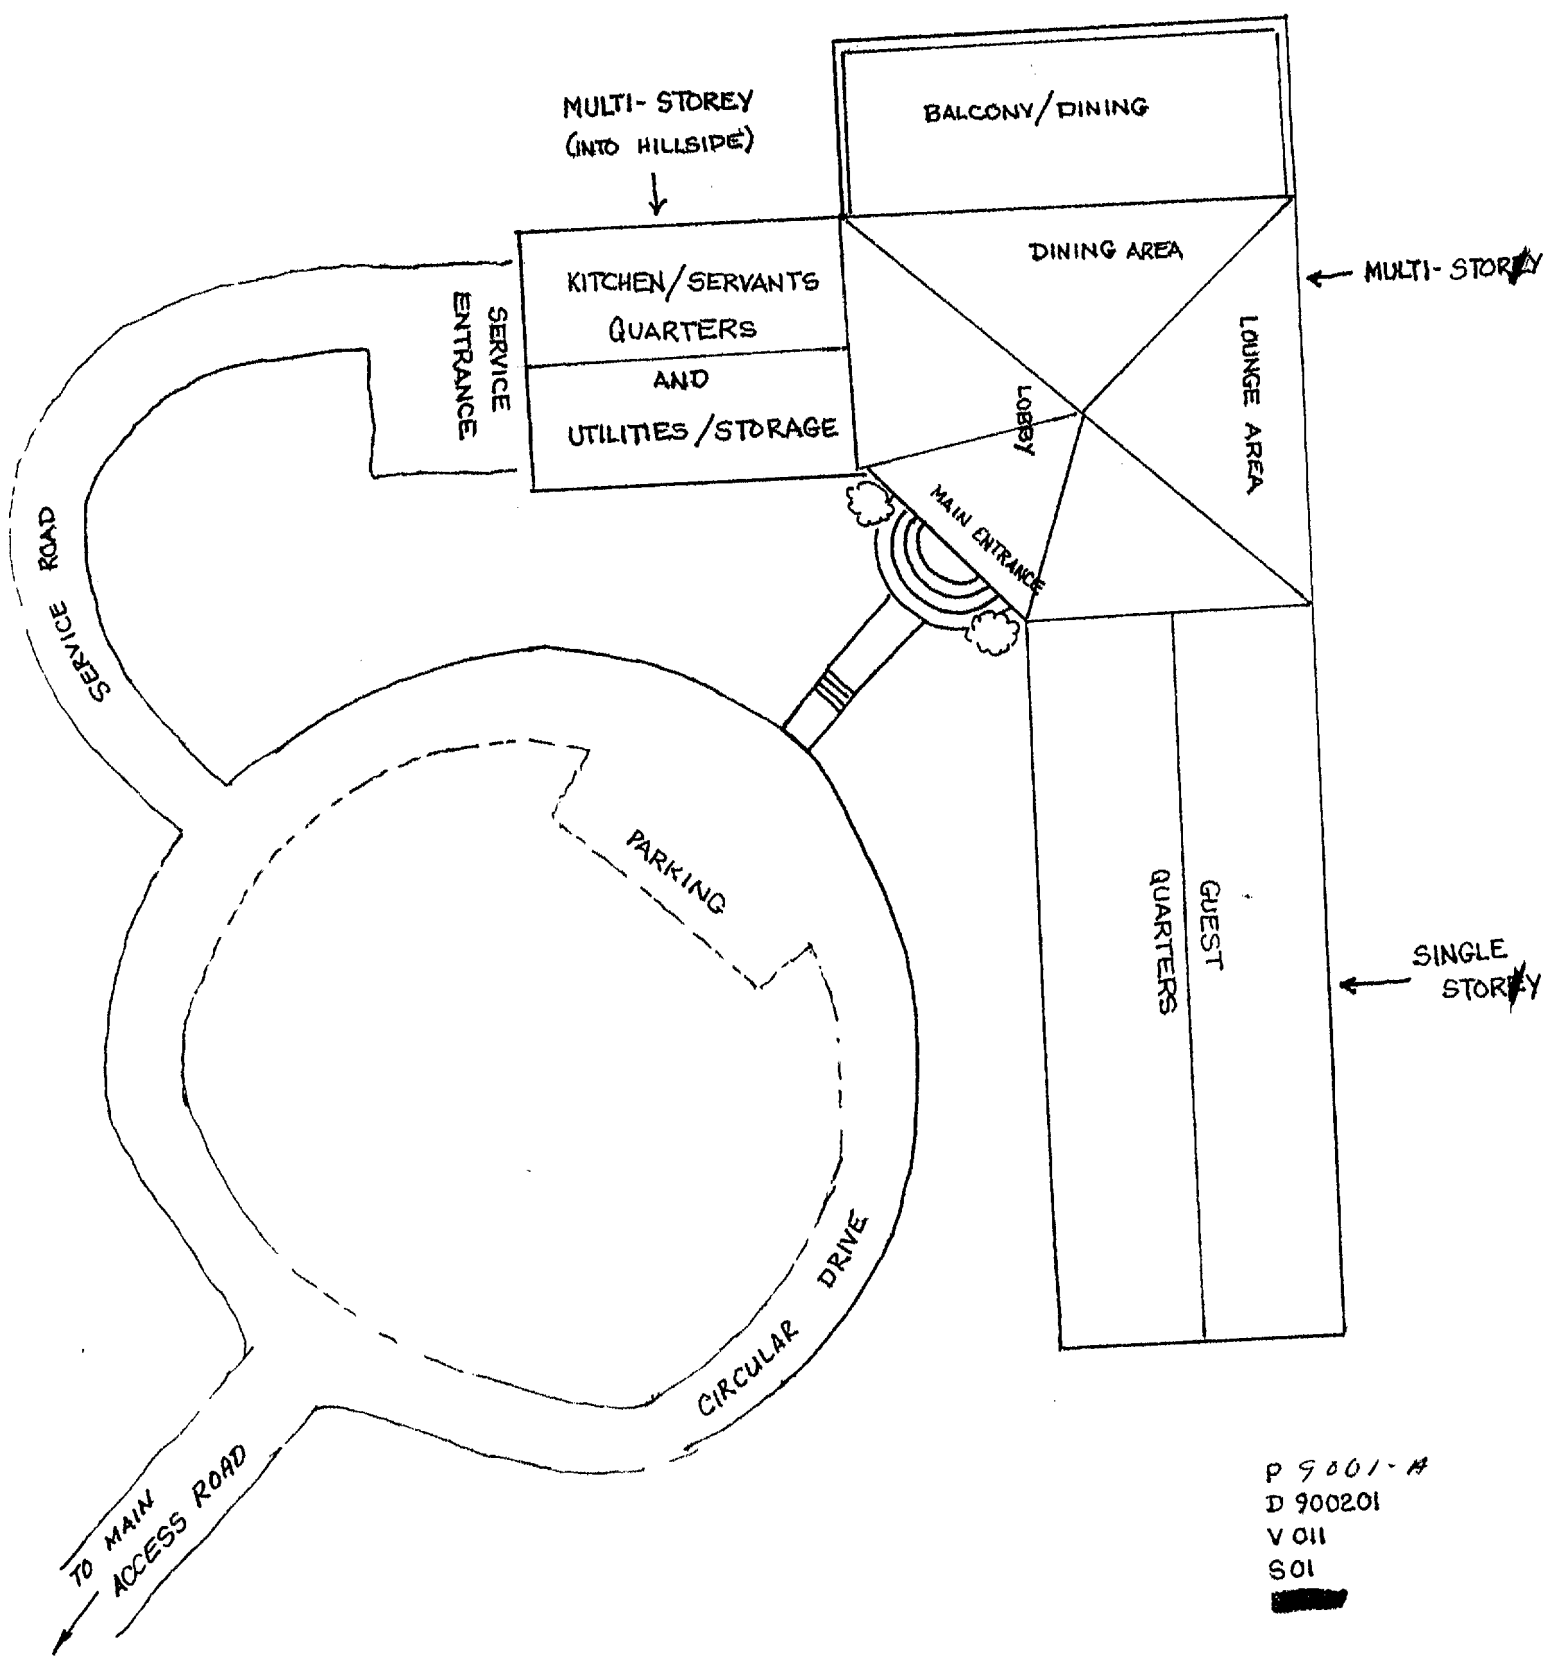 BALCONY/DINING
MULTI-STOREY
(INTO HILLSIDE)
DINING AREA
MULTI-STOREY
KITCHEN/SERVANTS
QUARTERS
AND
UTILITIES/STORAGE
SERVICE
ENTRANCE
LOUNGE AREA
LOBBY
MAIN ENTRANCE
SERVICE ROAD
PARKING
GUEST
QUARTERS
SINGLE
STOREY
CIRCULAR DRIVE
TO MAIN
ACCESS ROAD
P 9001-A
D 900201
V 011
S01